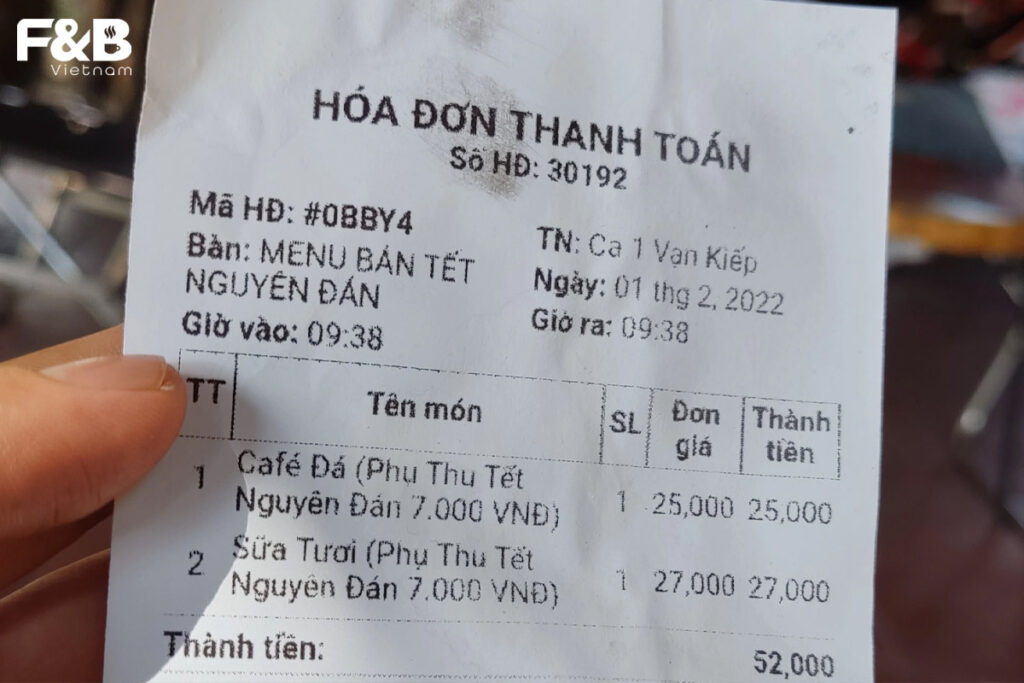 F&B
Vietnam
HÓA ĐƠN THANH TOÁN
Số HĐ: 30192
Mã HĐ: #0BBY4
TN: Ca 1 Vạn Kiếp
Bàn: MENU BÁN TẾT
NGUYÊN ĐÁN
Ngày: 01 thg 2, 2022
Giờ vào: 09:38
Giờ ra: 09:38
TT Tên món SL Đơn giá Thành tiền
1 Café Đá (Phụ Thu Tết
Nguyên Đán 7.000 VNĐ) 1 25,000 25,000
2 Sữa Tươi (Phụ Thu Tết
Nguyên Đán 7.000 VNĐ) 1 27,000 27,000
Thành tiền: 52,000